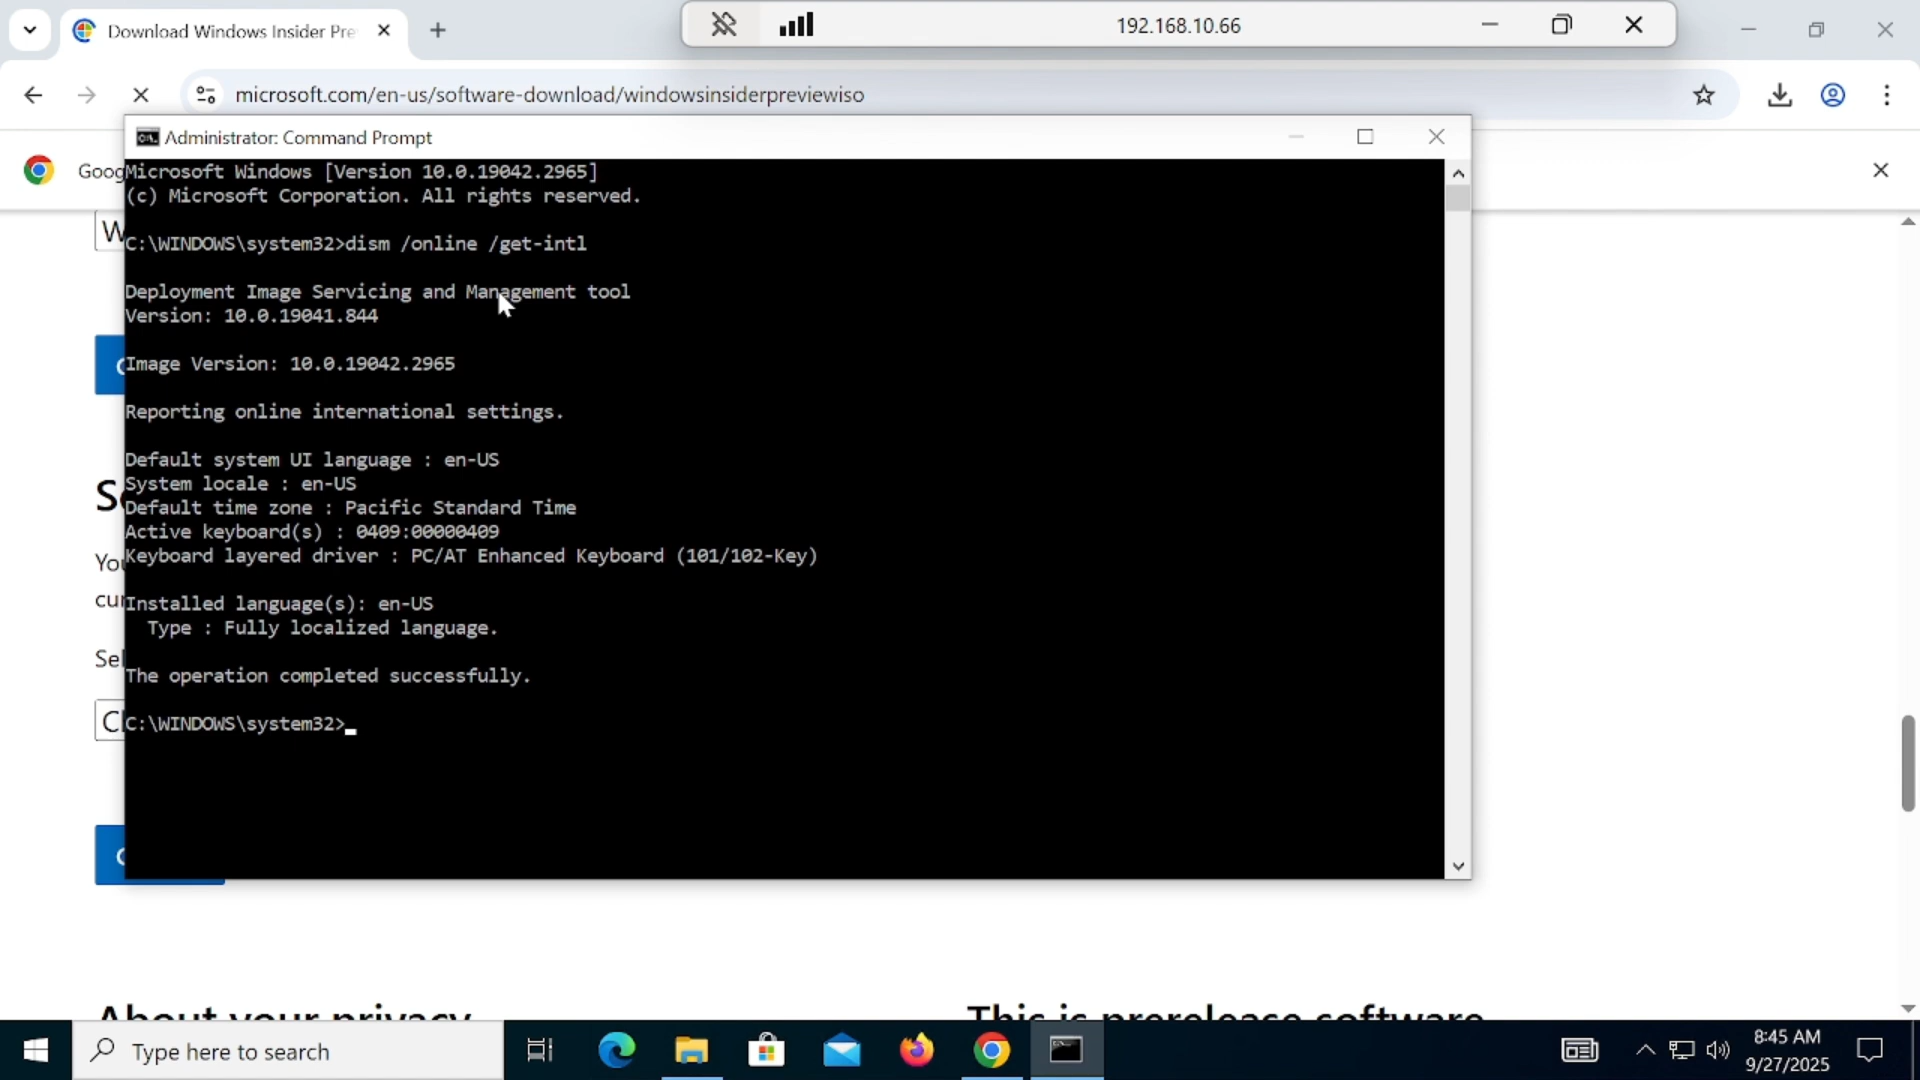 Download Windows Insider Pre
192.168.10.66
microsoft.com/en-us/software-download/windowsinsiderpreviewiso
Administrator: Command Prompt
Goog
Microsoft Windows [Version 10.0.19042.2965]
(c) Microsoft Corporation. All rights reserved.
C:\WINDOWS\system32>dism /online /get-intl
Deployment Image Servicing and Management tool
Version: 10.0.19041.844
Image Version: 10.0.19042.2965
Reporting online international settings.
Default system UI language : en-US
System locale : en-US
Default time zone : Pacific Standard Time
Active keyboard(s) : 0409:00000409
Keyboard layered driver : PC/AT Enhanced Keyboard (101/102-Key)
Installed language(s): en-US
Type : Fully localized language.
The operation completed successfully.
C:\WINDOWS\system32>
About your privacy
This is prerelease software
Type here to search
8:45 AM
9/27/2025